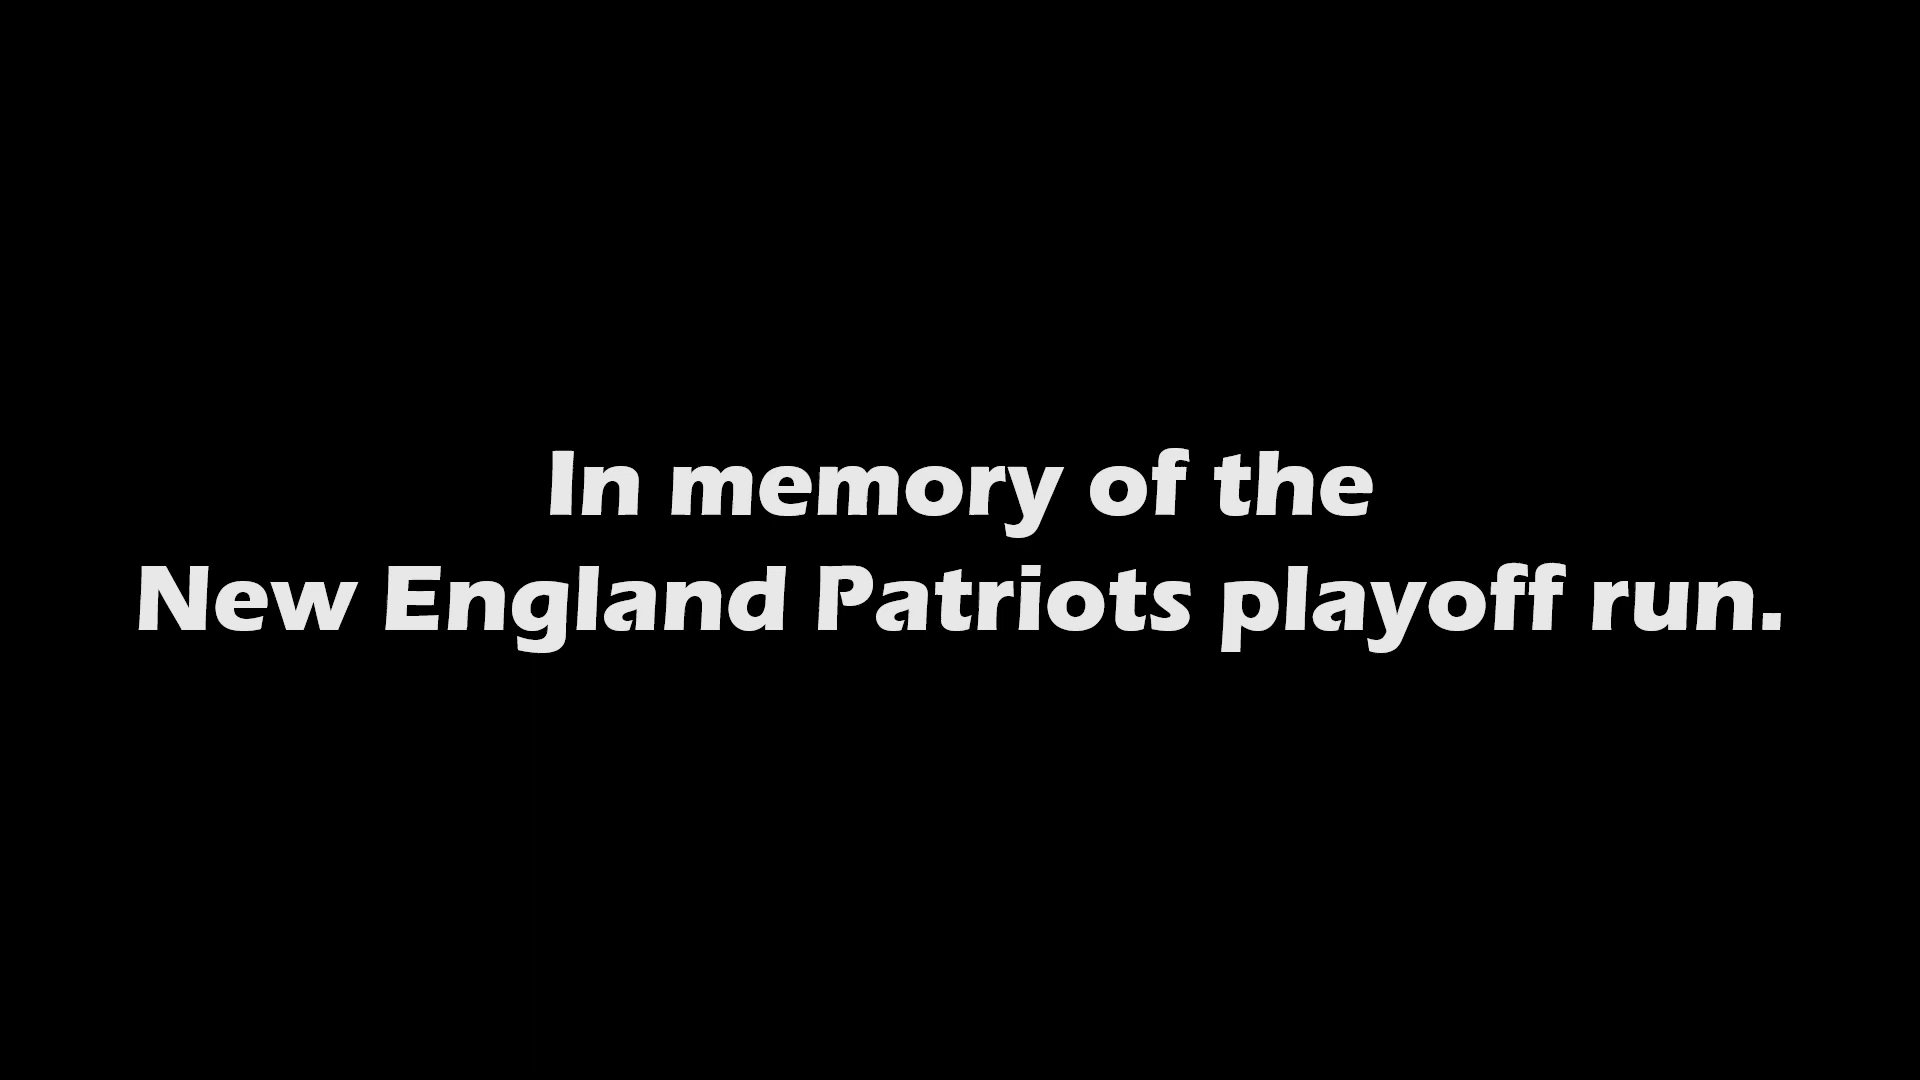 In memory of the
New England Patriots playoff run.